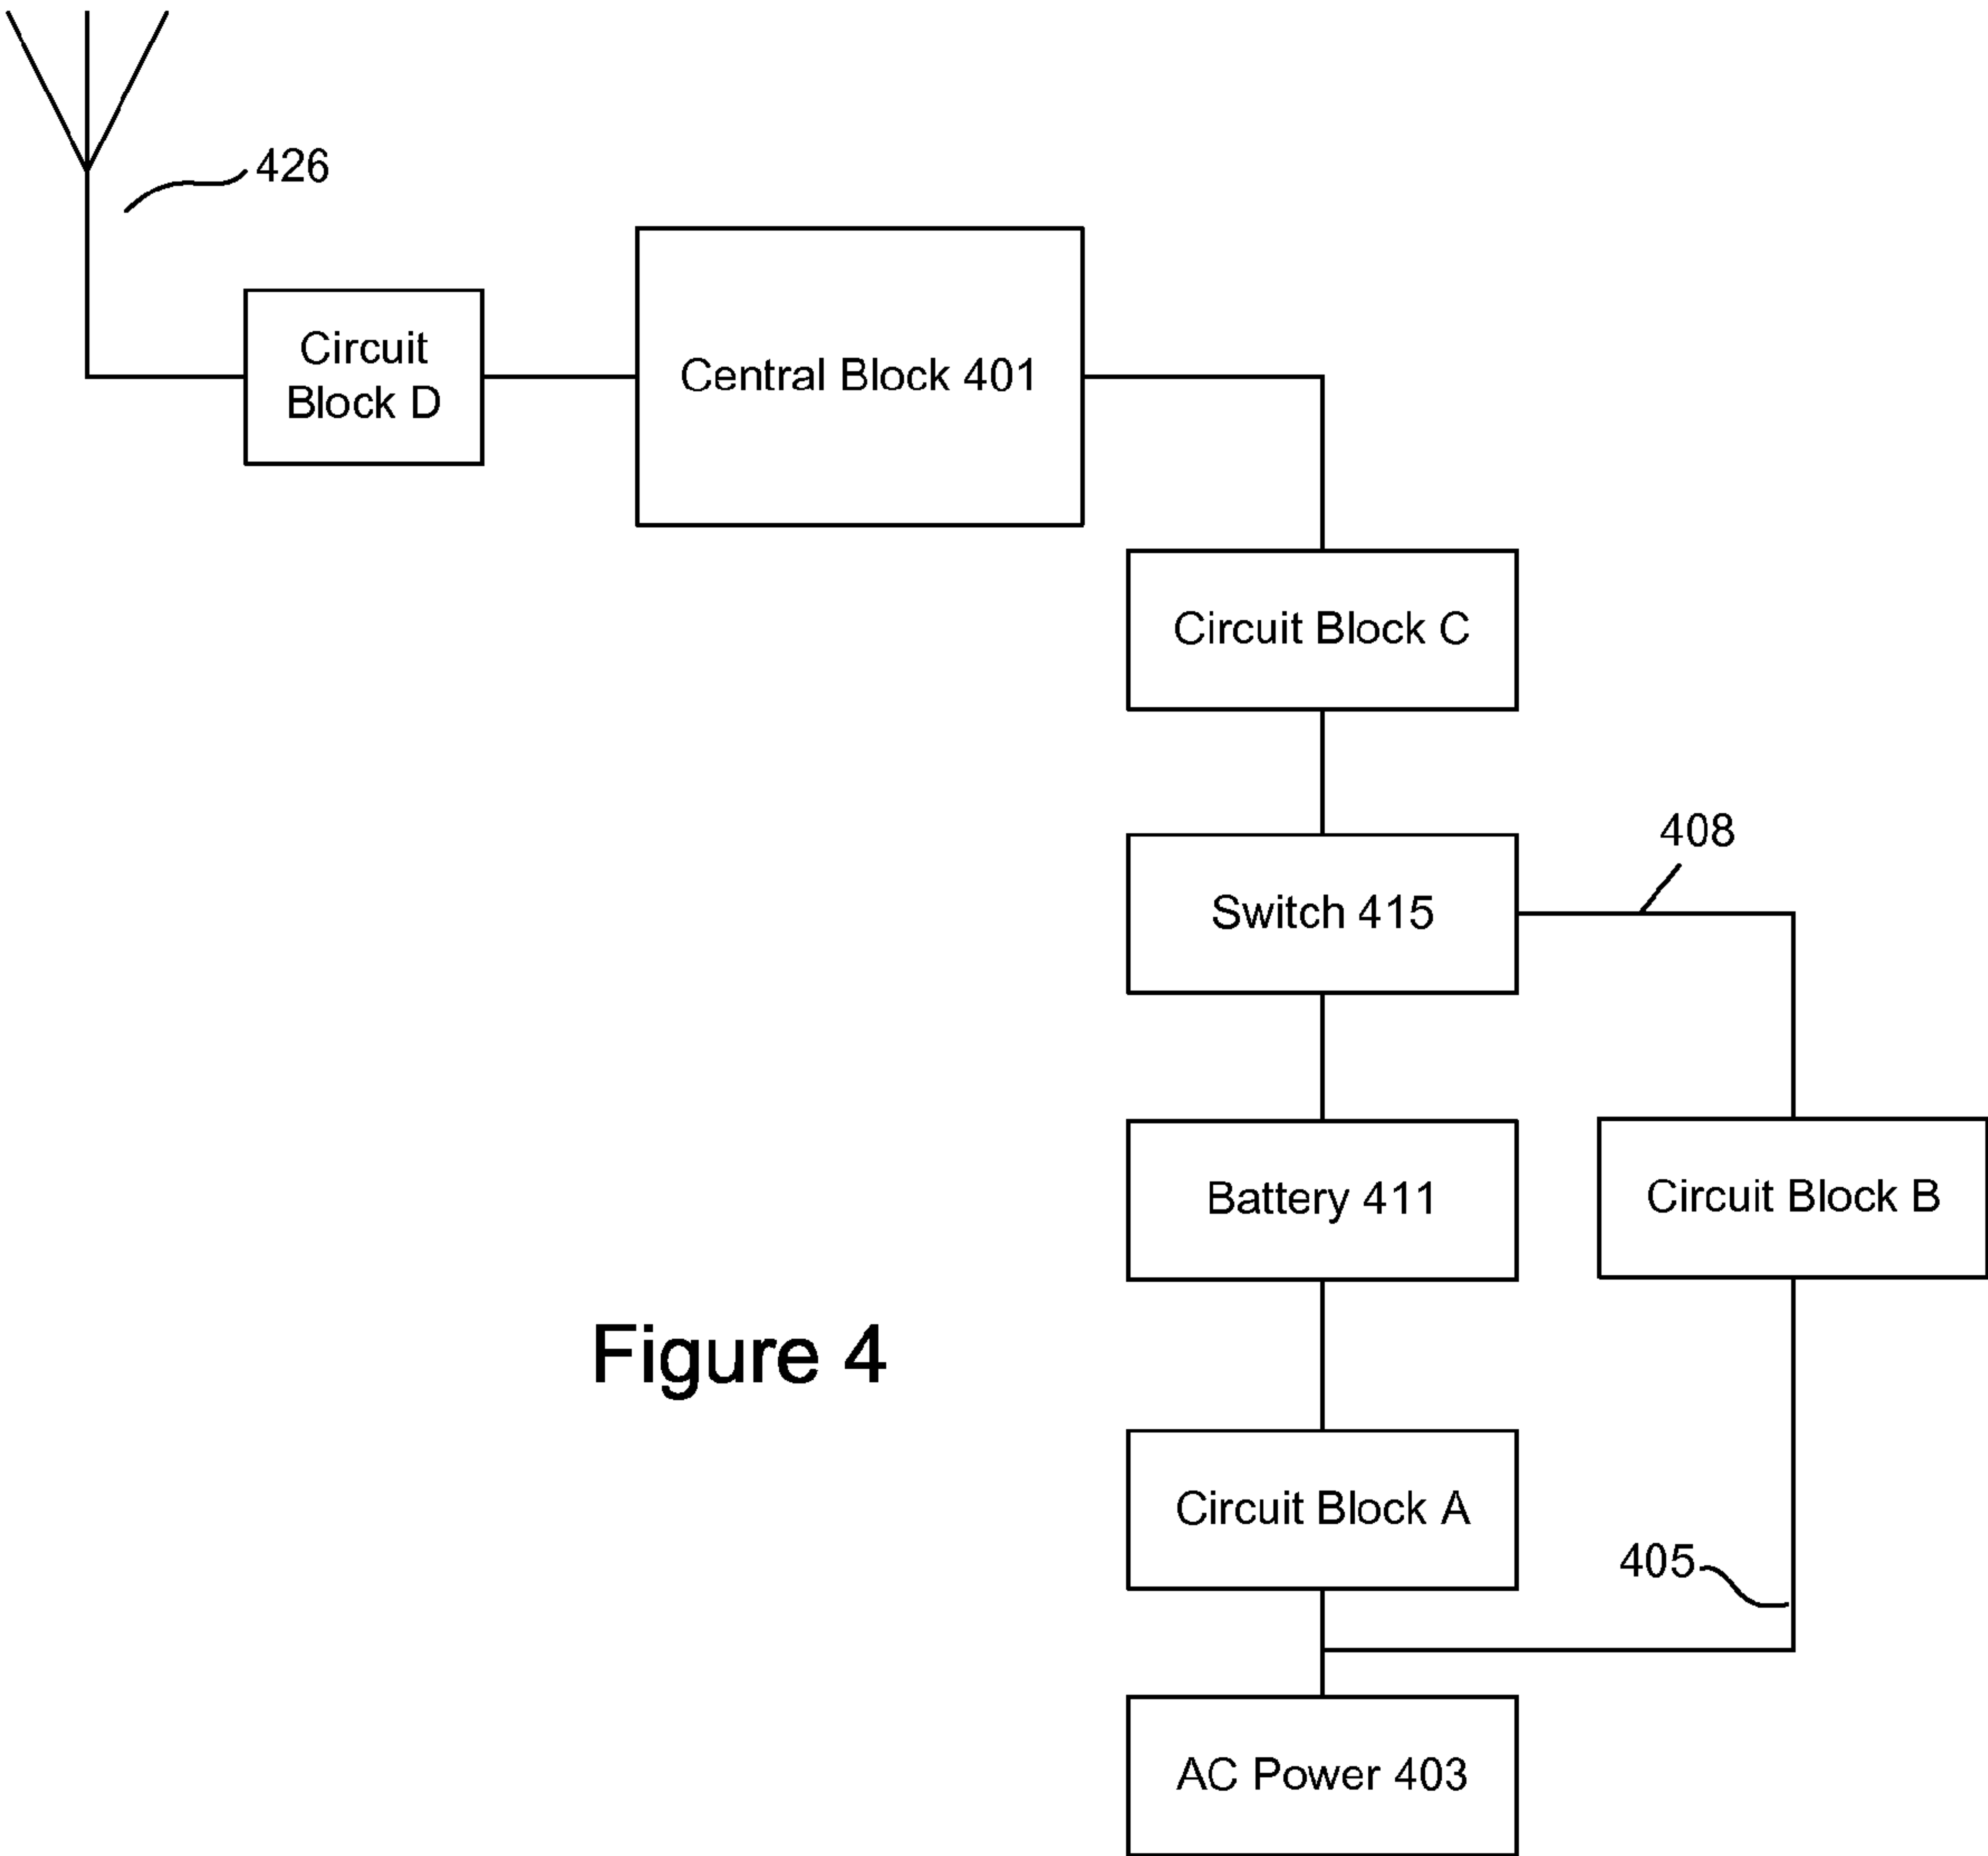 426
Circuit
Block D
Central Block 401
Circuit Block C
408
Switch 415
Battery 411
Circuit Block B
Figure 4
Circuit Block A
405
AC Power 403